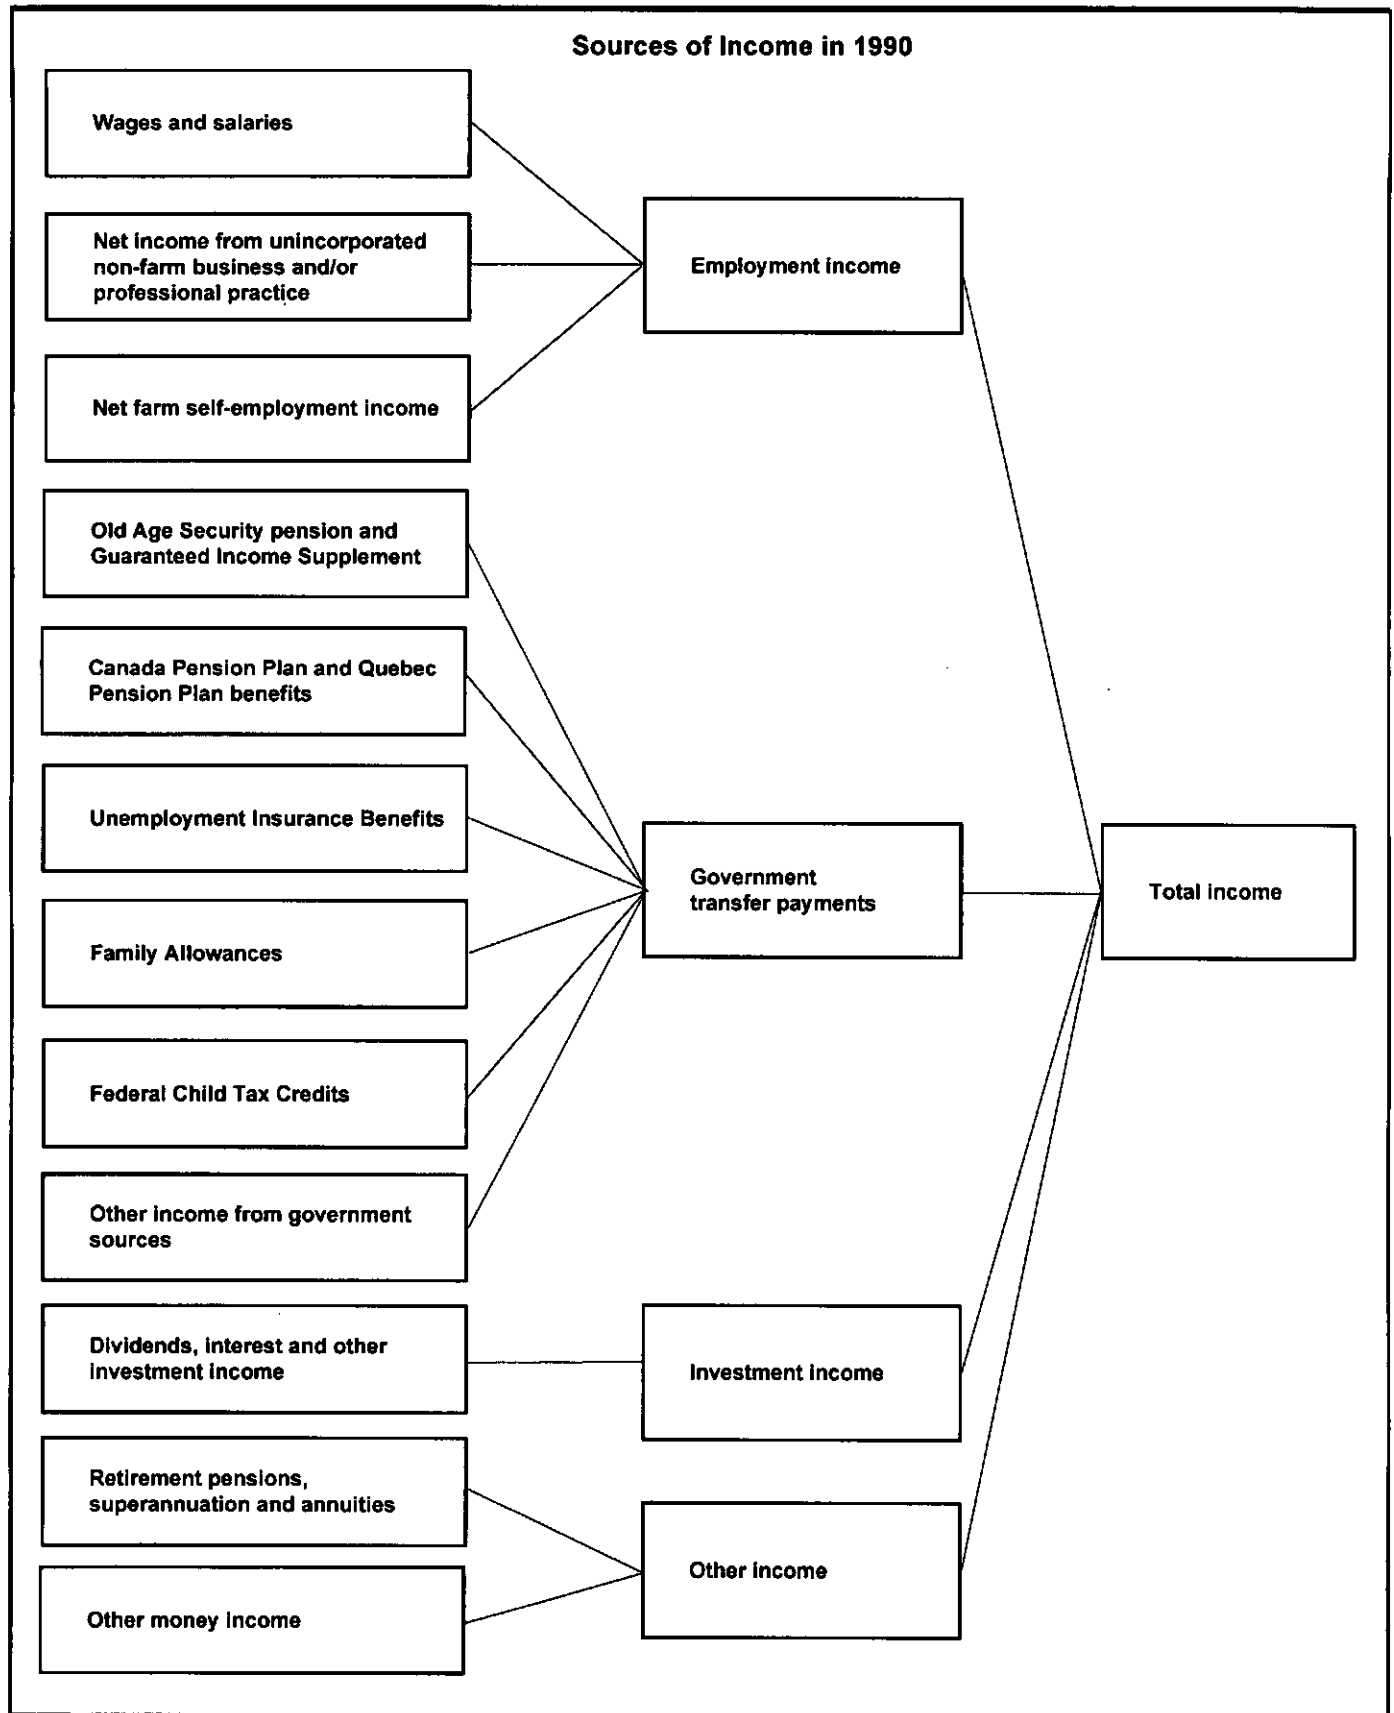 Sources of Income in 1990
Wages and salaries
Net income from unincorporated
non-farm business and/or
professional practice
Employment income
Net farm self-employment income
Old Age Security pension and
Guaranteed Income Supplement
Canada Pension Plan and Quebec
Pension Plan benefits
Unemployment Insurance Benefits
Government
transfer payments
Total income
Family Allowances
Federal Child Tax Credits
Other income from government
sources
Dividends, interest and other
investment income
Investment income
Retirement pensions,
superannuation and annuities
Other income
Other money income